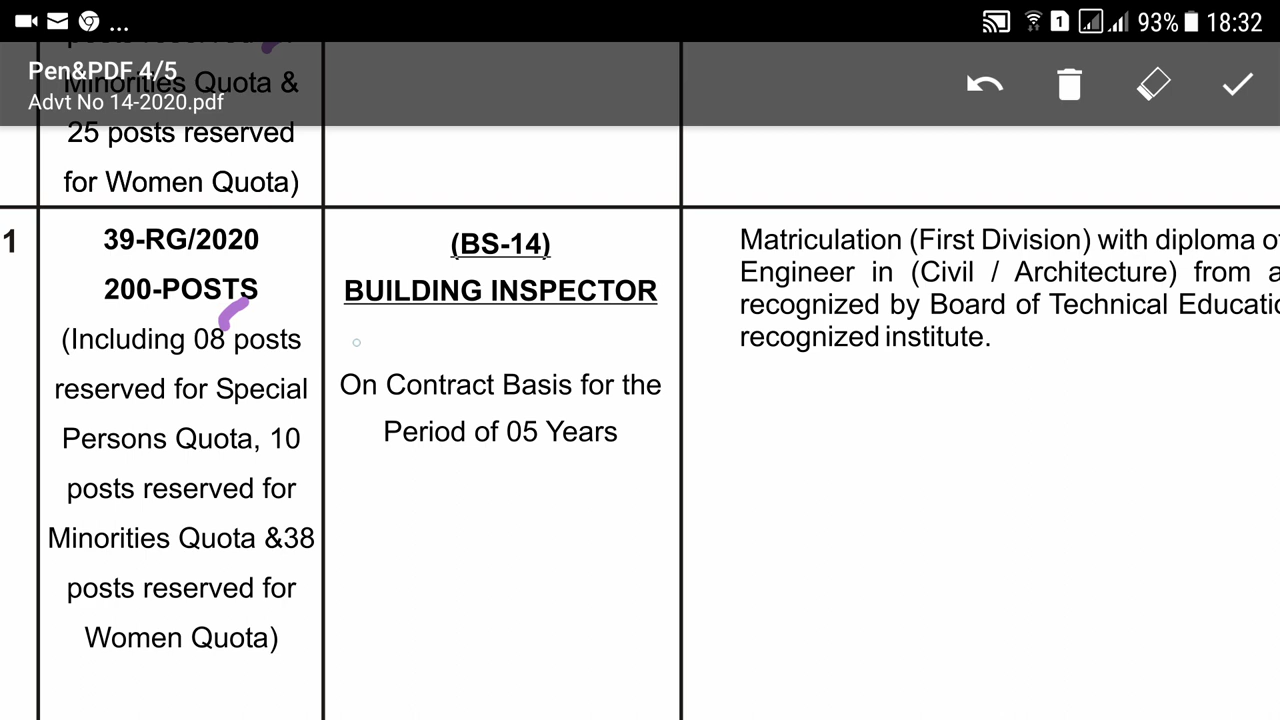 ... 1 93% 18:32
Pen&PDF 4/5
Advt No 14-2020.pdf
Minorities Quota &
25 posts reserved
for Women Quota)
1
39-RG/2020
200-POSTS
(Including 08 posts
reserved for Special
Persons Quota, 10
posts reserved for
Minorities Quota &38
posts reserved for
Women Quota)
(BS-14)
BUILDING INSPECTOR
On Contract Basis for the
Period of 05 Years
Matriculation (First Division) with diploma of
Engineer in (Civil / Architecture) from a
recognized by Board of Technical Educatio
recognized institute.